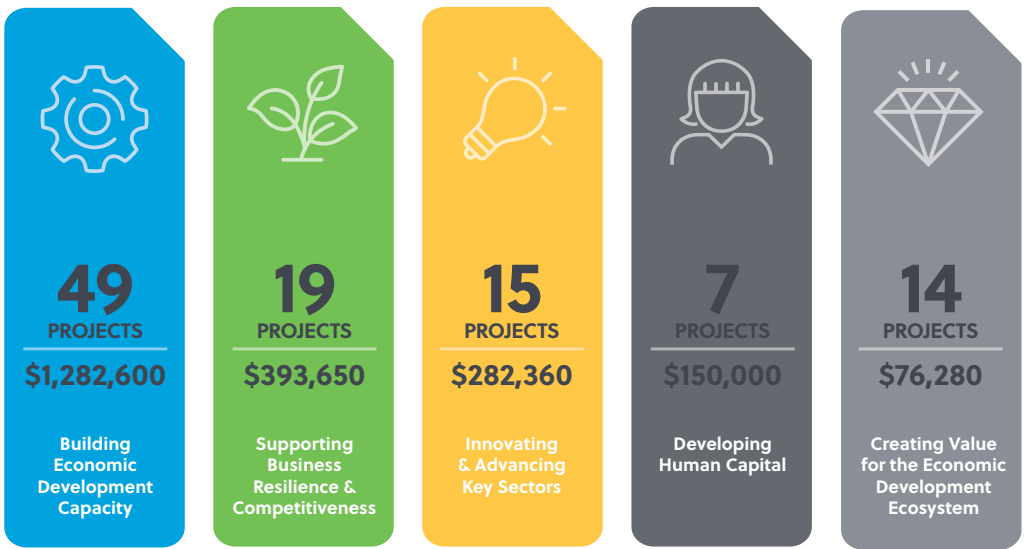 49
PROJECTS
$1,282,600
Building
Economic
Development
Capacity
19
PROJECTS
$393,650
Supporting
Business
Resilience &
Competitiveness
15
PROJECTS
$282,360
Innovating
& Advancing
Key Sectors
7
PROJECTS
$150,000
Developing
Human Capital
14
PROJECTS
$76,280
Creating Value
for the Economic
Development
Ecosystem